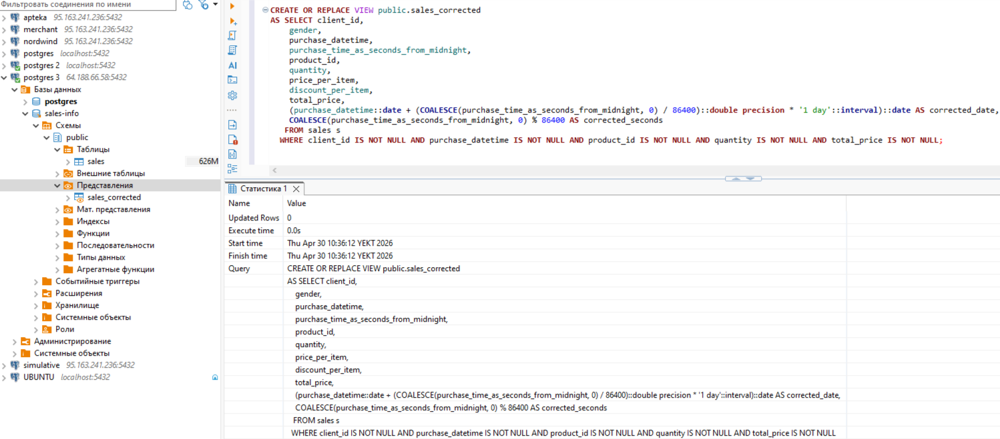 Фильтровать соединения по имени
apteka 95.163.241.236:5432
merchant 95.163.241.236:5432
nordwind 95.163.241.236:5432
postgres localhost:5432
postgres 2 localhost:5432
postgres 3 64.188.66.58:5432
Базы данных
postgres
sales-info
Схемы
public
Таблицы
sales 626M
Внешние таблицы
Представления
sales_corrected
Мат. представления
Индексы
Функции
Последовательности
Типы данных
Агрегатные функции
Событийные триггеры
Расширения
Хранилище
Системные объекты
Роли
Администрирование
Системные объекты
simulative 95.163.241.236:5432
UBUNTU localhost:5432
AI
CREATE OR REPLACE VIEW public.sales_corrected
AS SELECT client_id,
gender,
purchase_datetime,
purchase_time_as_seconds_from_midnight,
product_id,
quantity,
price_per_item,
discount_per_item,
total_price,
(purchase_datetime::date + (COALESCE(purchase_time_as_seconds_from_midnight, 0) / 86400)::double precision * '1 day'::interval)::date AS corrected_date,
COALESCE(purchase_time_as_seconds_from_midnight, 0) % 86400 AS corrected_seconds
FROM sales s
WHERE client_id IS NOT NULL AND purchase_datetime IS NOT NULL AND product_id IS NOT NULL AND quantity IS NOT NULL AND total_price IS NOT NULL;
Статистика 1
Name Value
Updated Rows 0
Execute time 0.0s
Start time Thu Apr 30 10:36:12 YEKT 2026
Finish time Thu Apr 30 10:36:12 YEKT 2026
Query CREATE OR REPLACE VIEW public.sales_corrected
AS SELECT client_id,
gender,
purchase_datetime,
purchase_time_as_seconds_from_midnight,
product_id,
quantity,
price_per_item,
discount_per_item,
total_price,
(purchase_datetime::date + (COALESCE(purchase_time_as_seconds_from_midnight, 0) / 86400)::double precision * '1 day'::interval)::date AS corrected_date,
COALESCE(purchase_time_as_seconds_from_midnight, 0) % 86400 AS corrected_seconds
FROM sales s
WHERE client_id IS NOT NULL AND purchase_datetime IS NOT NULL AND product_id IS NOT NULL AND quantity IS NOT NULL AND total_price IS NOT NULL